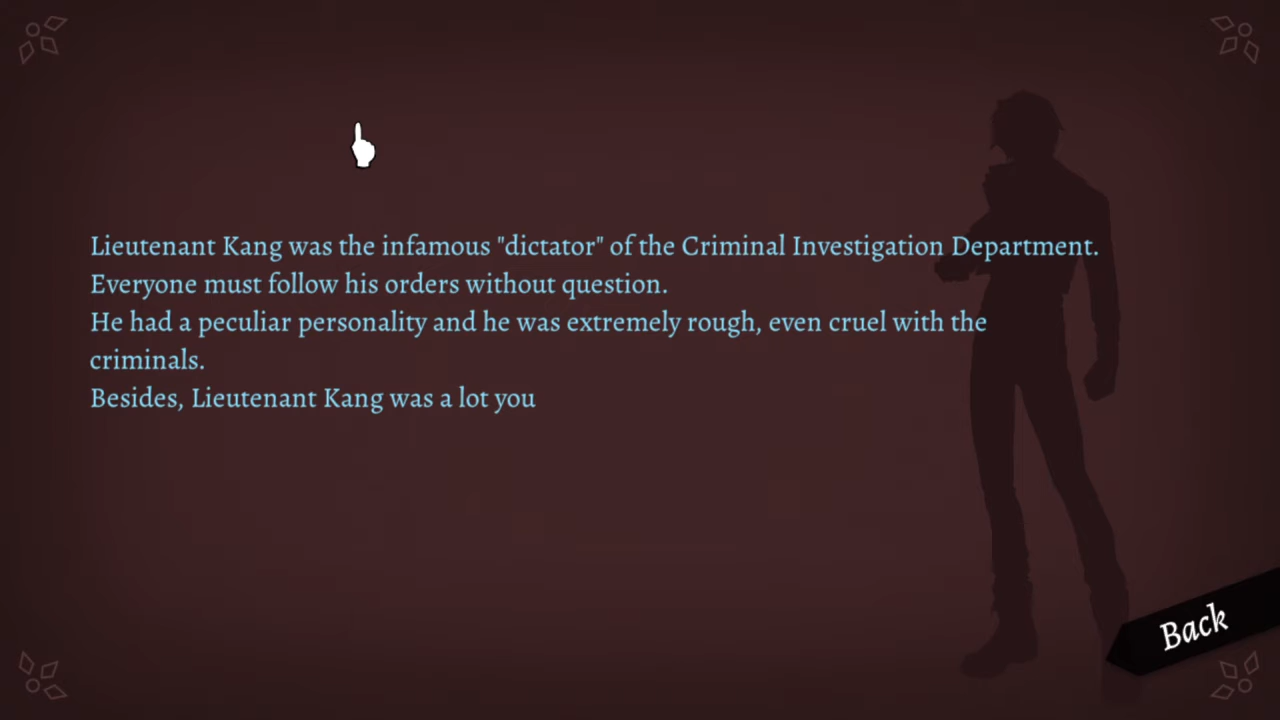 Lieutenant Kang was the infamous "dictator" of the Criminal Investigation Department.
Everyone must follow his orders without question.
He had a peculiar personality and he was extremely rough, even cruel with the
criminals.
Besides, Lieutenant Kang was a lot you
Back